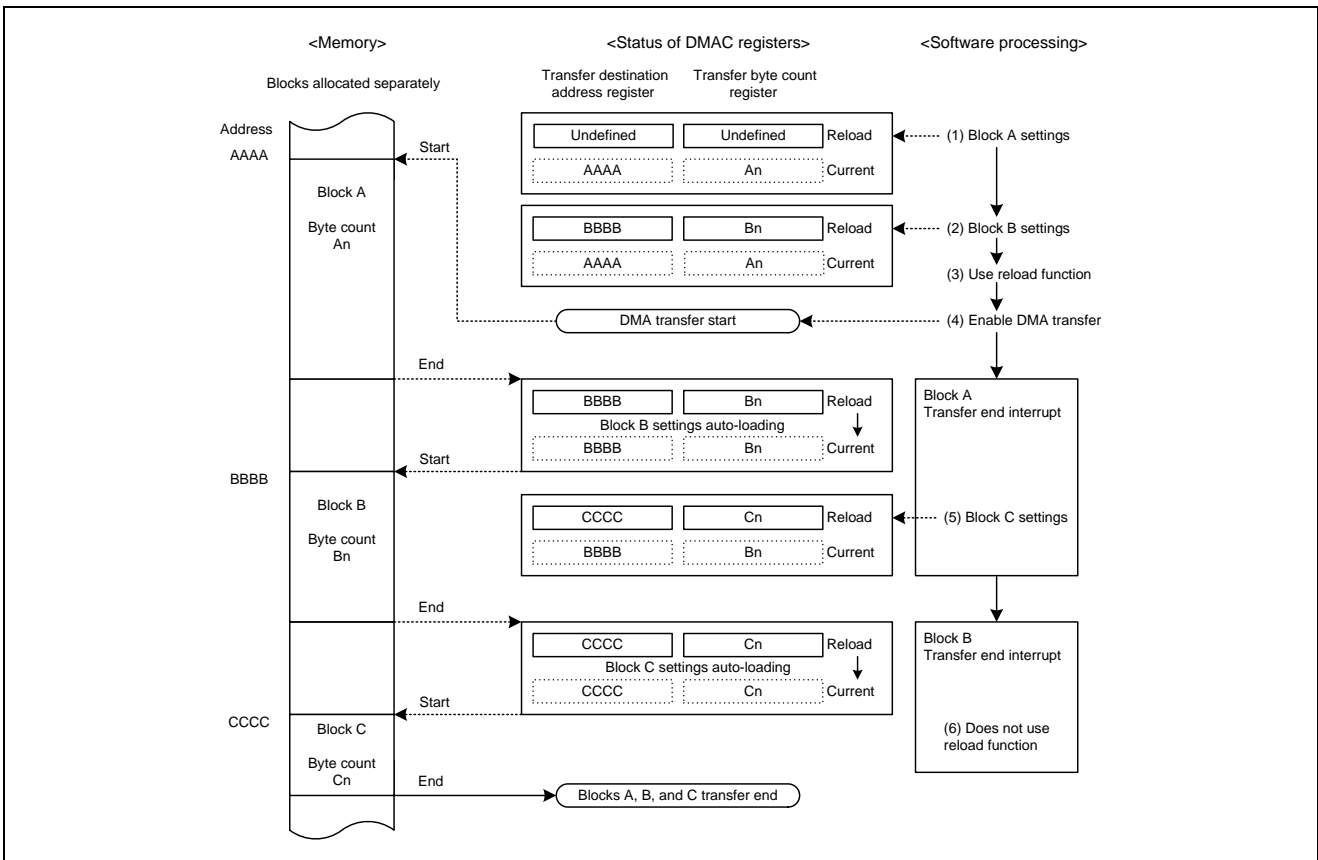 <Memory>
<Status of DMAC registers>
<Software processing>
Blocks allocated separately
Transfer destination
address register
Transfer byte count
register
Address
AAAA
Start
Undefined
Undefined
Reload
(1) Block A settings
AAAA
An
Current
Block A
Byte count
An
BBBB
Bn
Reload
(2) Block B settings
AAAA
An
Current
(3) Use reload function
DMA transfer start
(4) Enable DMA transfer
End
BBBB
Bn
Reload
Block B settings auto-loading
BBBB
Bn
Current
Block A
Transfer end interrupt
Start
BBBB
Block B
Byte count
Bn
CCCC
Cn
Reload
(5) Block C settings
BBBB
Bn
Current
End
CCCC
Cn
Reload
Block C settings auto-loading
CCCC
Cn
Current
Block B
Transfer end interrupt
(6) Does not use
reload function
Start
CCCC
Block C
Byte count
Cn
End
Blocks A, B, and C transfer end